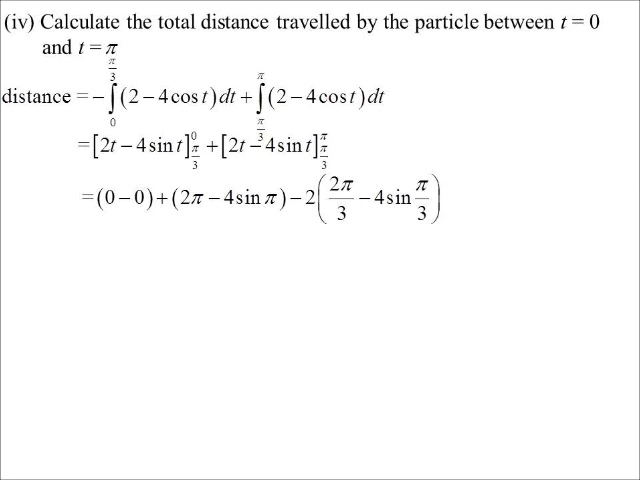 (iv) Calculate the total distance travelled by the particle between t = 0
and t = π
distance = −∫₀^(π/3) (2 − 4cos t) dt + ∫_(π/3)^π (2 − 4cos t) dt
= [2t − 4sin t]_(π/3)^0 + [2t − 4sin t]_(π/3)^π
= (0 − 0) + (2π − 4sin π) − 2(2π/3 − 4sin π/3)